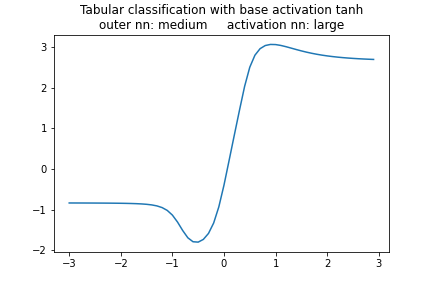 Tabular classification with base activation tanh
outer nn: medium     activation nn: large
3
2
1
0
−1
−2
−3 −2 −1 0 1 2 3